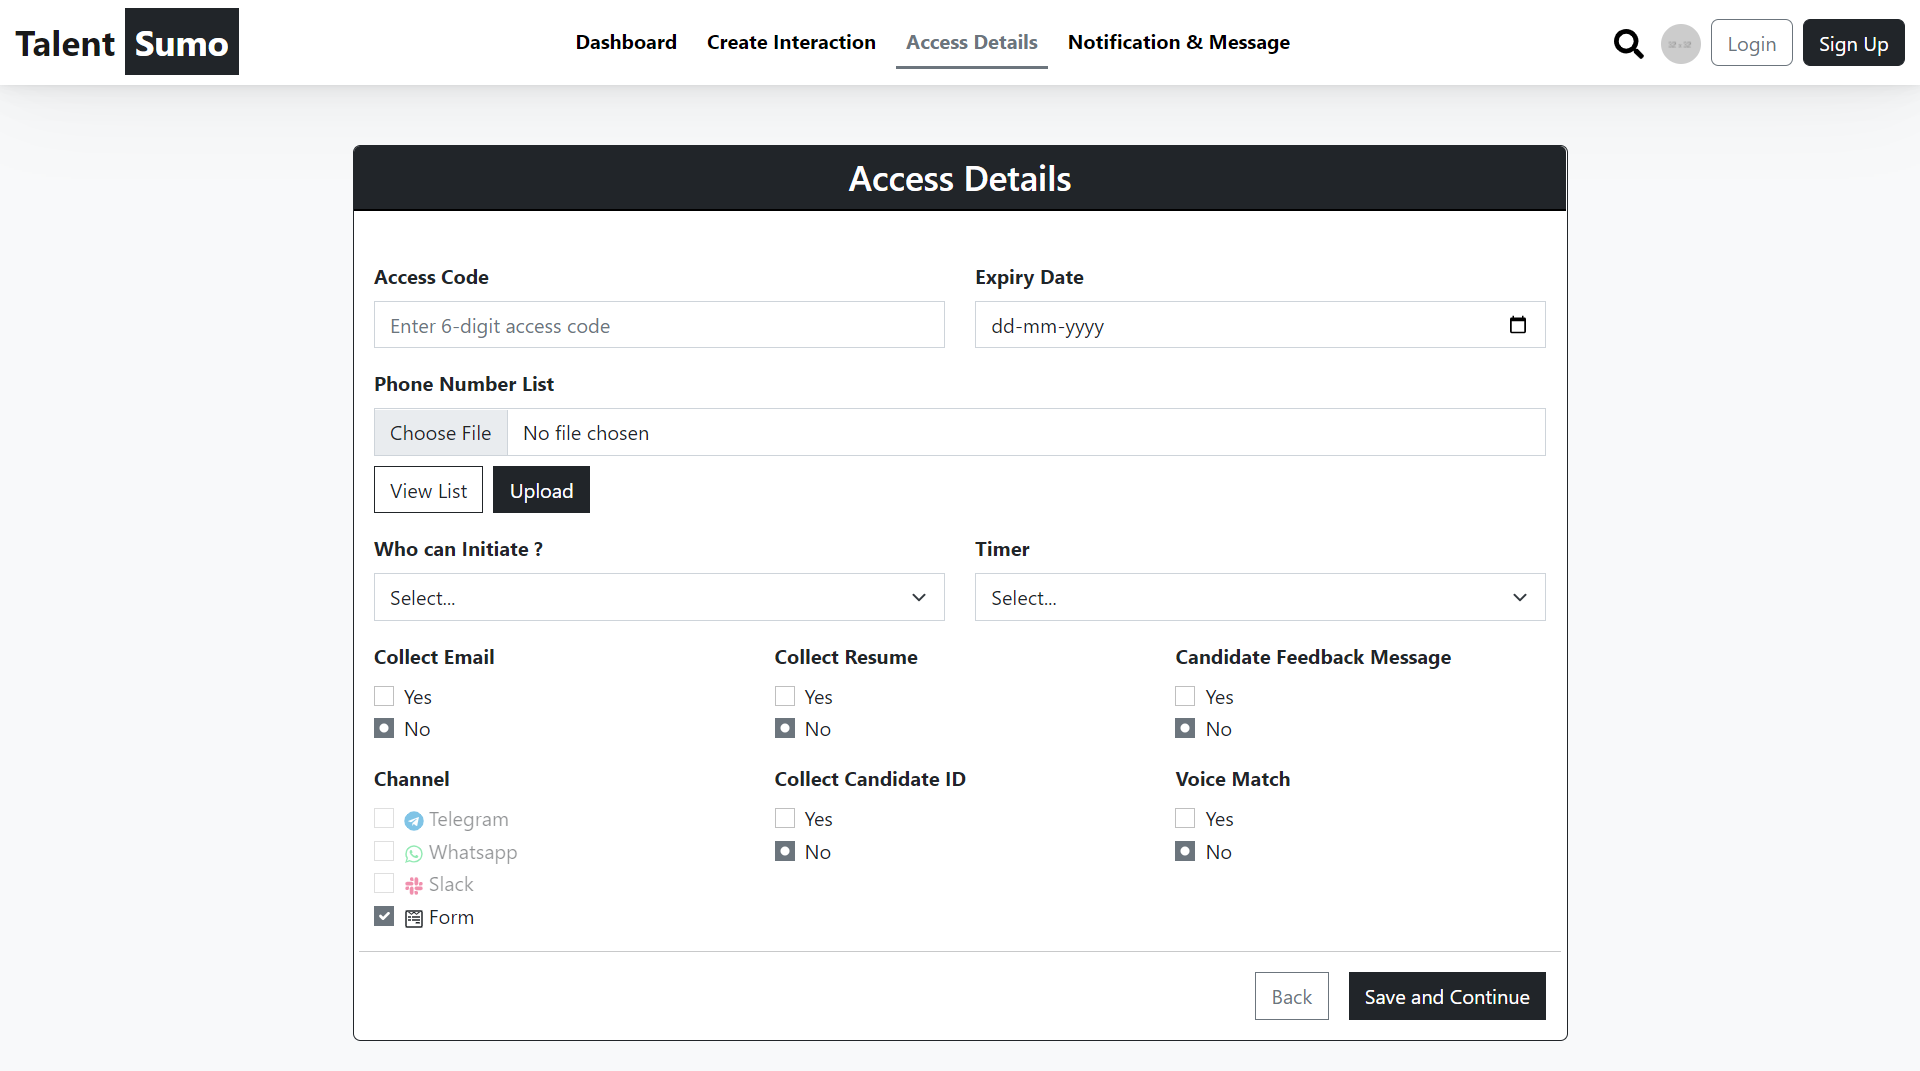 Talent Sumo
Dashboard Create Interaction Access Details Notification & Message
Login Sign Up
Access Details
Access Code Expiry Date
Enter 6-digit access code dd-mm-yyyy
Phone Number List
Choose File No file chosen
View List Upload
Who can Initiate ? Timer
Select... Select...
Collect Email Collect Resume Candidate Feedback Message
Yes Yes Yes
No No No
Channel Collect Candidate ID Voice Match
Telegram Yes Yes
Whatsapp No No
Slack
Form
Back Save and Continue